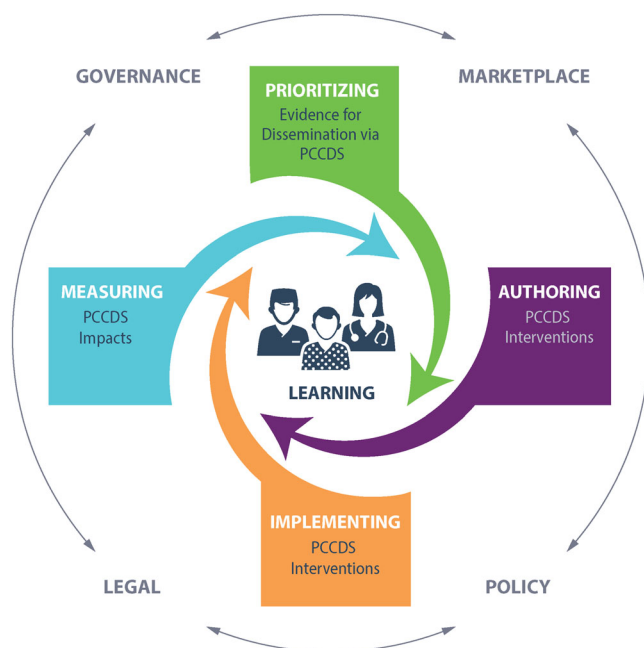 GOVERNANCE
MARKETPLACE
PRIORITIZING
Evidence for
Dissemination via
PCCDS
MEASURING
PCCDS
Impacts
AUTHORING
PCCDS
Interventions
LEARNING
IMPLEMENTING
PCCDS
Interventions
LEGAL
POLICY